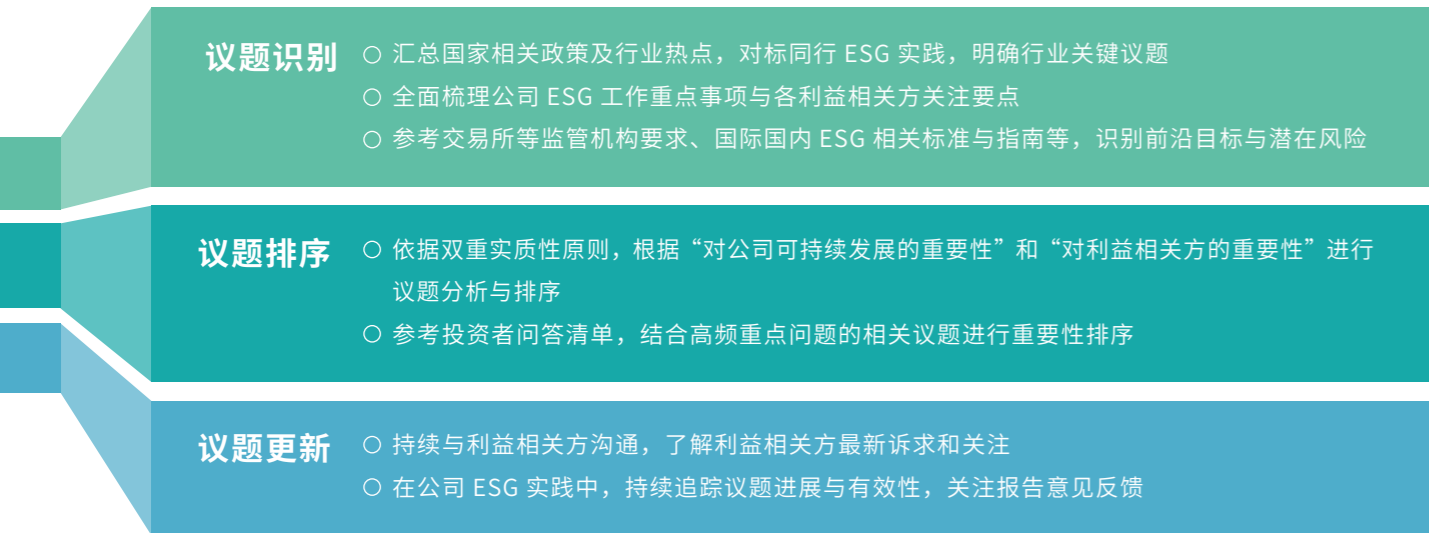 议题识别
○ 汇总国家相关政策及行业热点，对标同行 ESG 实践，明确行业关键议题
○ 全面梳理公司 ESG 工作重点事项与各利益相关方关注要点
○ 参考交易所等监管机构要求、国际国内 ESG 相关标准与指南等，识别前沿目标与潜在风险
议题排序
○ 依据双重实质性原则，根据“对公司可持续发展的重要性”和“对利益相关方的重要性”进行
议题分析与排序
○ 参考投资者问答清单，结合高频重点问题的相关议题进行重要性排序
议题更新
○ 持续与利益相关方沟通，了解利益相关方最新诉求和关注
○ 在公司 ESG 实践中，持续追踪议题进展与有效性，关注报告意见反馈